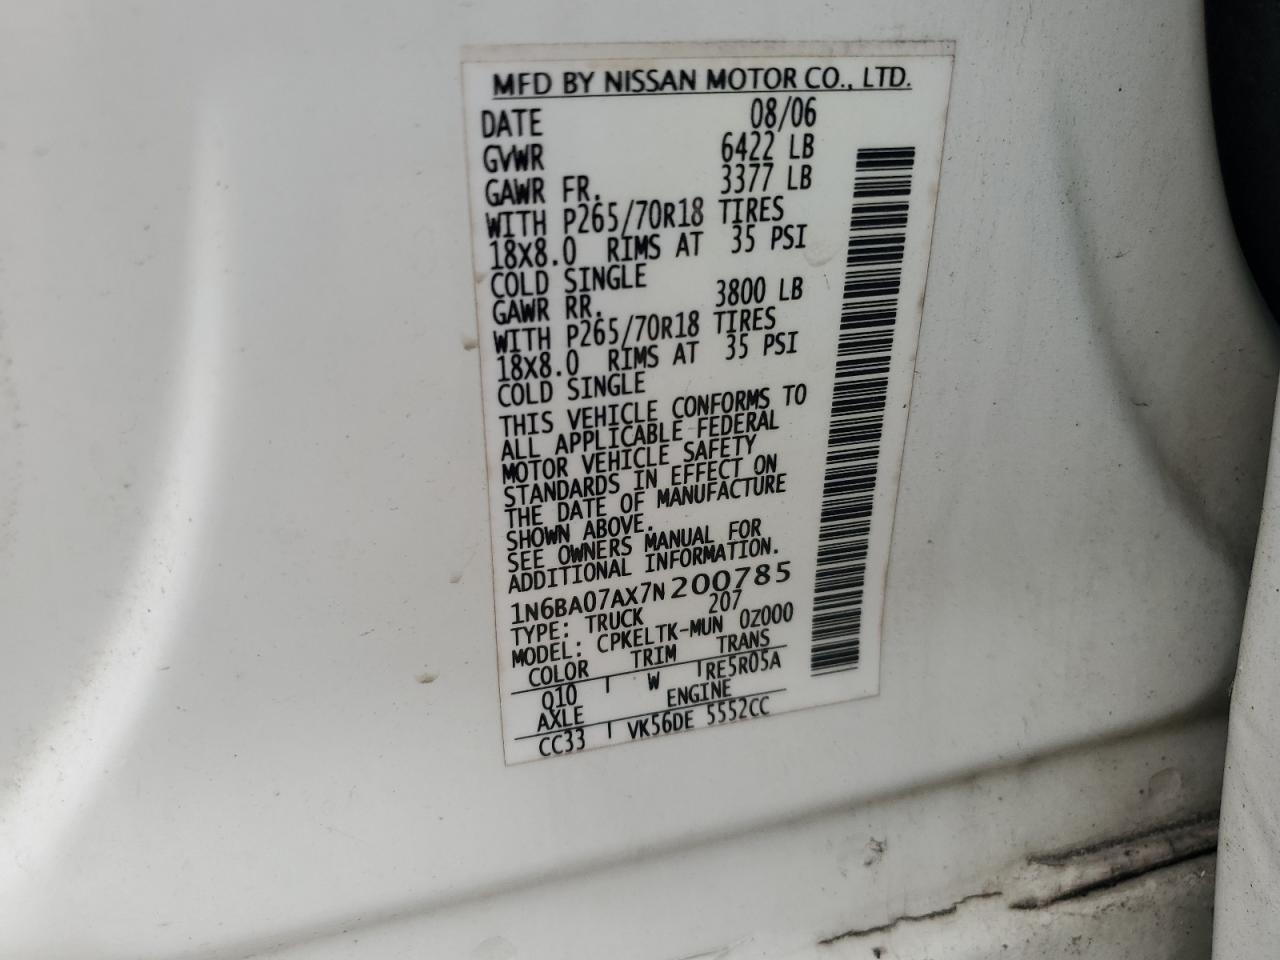 MFD BY NISSAN MOTOR CO., LTD.
DATE 08/06
GVWR 6422 LB
GAWR FR. 3377 LB
WITH P265/70R18 TIRES
18X8.0 RIMS AT 35 PSI
COLD SINGLE
GAWR RR. 3800 LB
WITH P265/70R18 TIRES
18X8.0 RIMS AT 35 PSI
COLD SINGLE
THIS VEHICLE CONFORMS TO
ALL APPLICABLE FEDERAL
MOTOR VEHICLE SAFETY
STANDARDS IN EFFECT ON
THE DATE OF MANUFACTURE
SHOWN ABOVE.
SEE OWNERS MANUAL FOR
ADDITIONAL INFORMATION.
1N6BA07AX7N200785
TYPE: TRUCK 207
MODEL: CPKELTK-MUN 0Z000
COLOR TRIM TRANS
Q10 W RE5R05A
AXLE ENGINE
CC33 VK56DE 5552CC